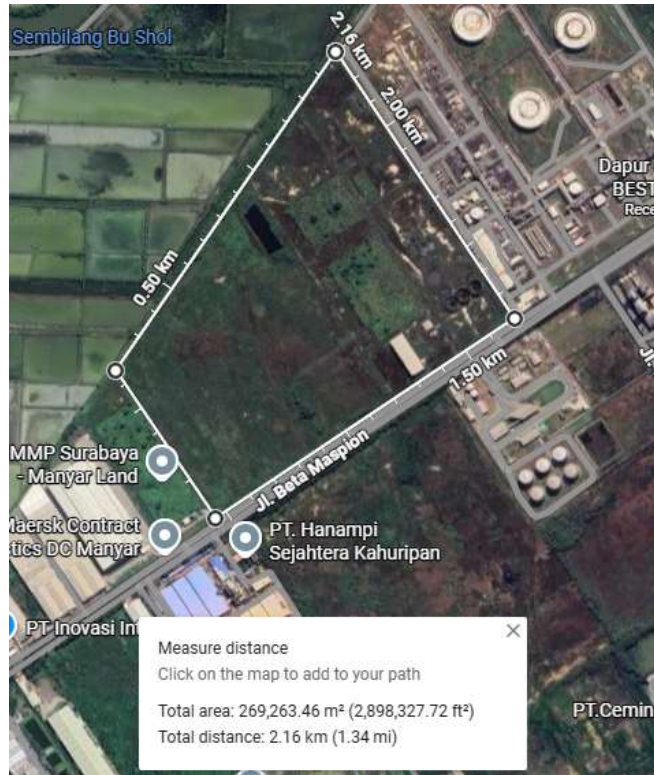 Sembilang Bu Shol
2.16 km
2.00 km
Dapur
BEST
Rece
0.50 km
1.50 km
Jl.
MMP Surabaya
- Manyar Land
Jl. Beta Maspion
Maersk Contract
tics DC Manyar
PT. Hanampi
Sejahtera Kahuripan
PT Inovasi Int
Measure distance
Click on the map to add to your path
Total area: 269,263.46 m² (2,898,327.72 ft²)
Total distance: 2.16 km (1.34 mi)
PT.Cemin